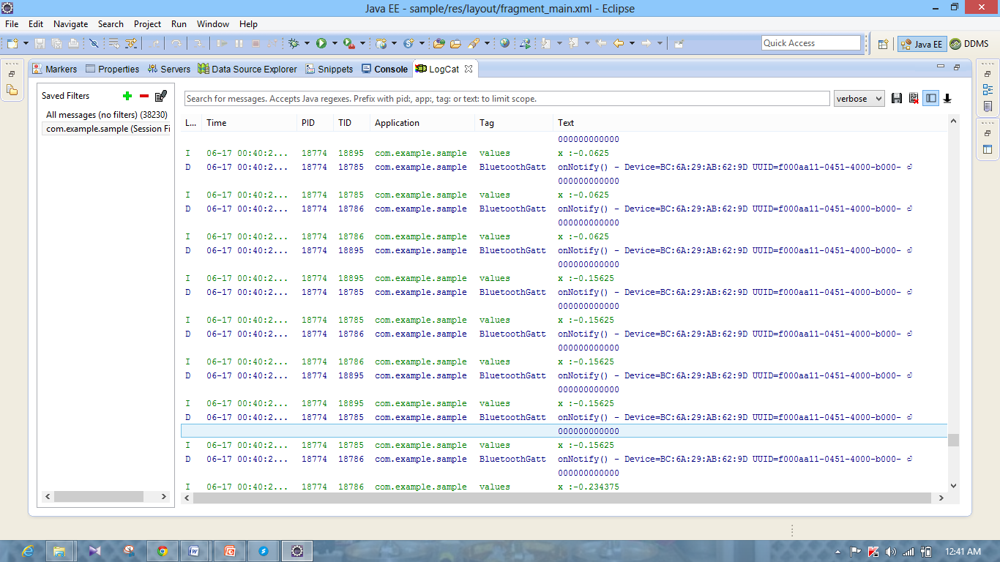 Java EE - sample/res/layout/fragment_main.xml - Eclipse
File Edit Navigate Search Project Run Window Help
Quick Access Java EE DDMS
Markers Properties Servers Data Source Explorer Snippets Console LogCat
Saved Filters
All messages (no filters) (38230)
com.example.sample (Session Fi
Search for messages. Accepts Java regexes. Prefix with pid:, app:, tag: or text: to limit scope. verbose
L... Time PID TID Application Tag Text
000000000000
I 06-17 00:40:2... 18774 18895 com.example.sample values x :-0.0625
D 06-17 00:40:2... 18774 18785 com.example.sample BluetoothGatt onNotify() - Device=BC:6A:29:AB:62:9D UUID=f000aa11-0451-4000-b000-
000000000000
I 06-17 00:40:2... 18774 18785 com.example.sample values x :-0.0625
D 06-17 00:40:2... 18774 18786 com.example.sample BluetoothGatt onNotify() - Device=BC:6A:29:AB:62:9D UUID=f000aa11-0451-4000-b000-
000000000000
I 06-17 00:40:2... 18774 18786 com.example.sample values x :-0.0625
D 06-17 00:40:2... 18774 18895 com.example.sample BluetoothGatt onNotify() - Device=BC:6A:29:AB:62:9D UUID=f000aa11-0451-4000-b000-
000000000000
I 06-17 00:40:2... 18774 18895 com.example.sample values x :-0.15625
D 06-17 00:40:2... 18774 18785 com.example.sample BluetoothGatt onNotify() - Device=BC:6A:29:AB:62:9D UUID=f000aa11-0451-4000-b000-
000000000000
I 06-17 00:40:2... 18774 18785 com.example.sample values x :-0.15625
D 06-17 00:40:2... 18774 18786 com.example.sample BluetoothGatt onNotify() - Device=BC:6A:29:AB:62:9D UUID=f000aa11-0451-4000-b000-
000000000000
I 06-17 00:40:2... 18774 18786 com.example.sample values x :-0.15625
D 06-17 00:40:2... 18774 18895 com.example.sample BluetoothGatt onNotify() - Device=BC:6A:29:AB:62:9D UUID=f000aa11-0451-4000-b000-
000000000000
I 06-17 00:40:2... 18774 18895 com.example.sample values x :-0.15625
D 06-17 00:40:2... 18774 18785 com.example.sample BluetoothGatt onNotify() - Device=BC:6A:29:AB:62:9D UUID=f000aa11-0451-4000-b000-
000000000000
I 06-17 00:40:2... 18774 18785 com.example.sample values x :-0.15625
D 06-17 00:40:2... 18774 18786 com.example.sample BluetoothGatt onNotify() - Device=BC:6A:29:AB:62:9D UUID=f000aa11-0451-4000-b000-
000000000000
I 06-17 00:40:2... 18774 18786 com.example.sample values x :-0.234375
12:41 AM